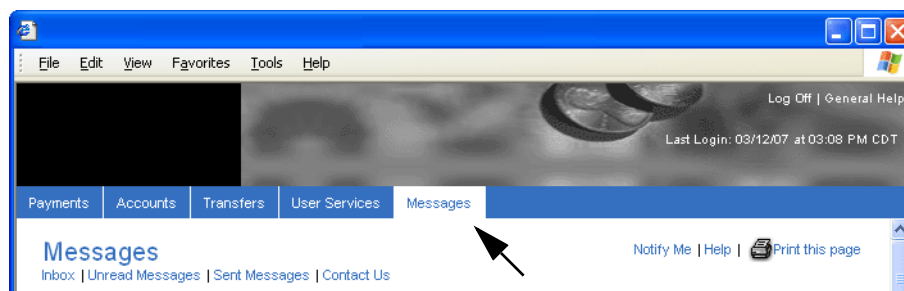 File Edit View Favorites Tools Help
Log Off | General Help
Last Login: 03/12/07 at 03:08 PM CDT
Payments Accounts Transfers User Services Messages
Messages
Notify Me | Help | Print this page
Inbox | Unread Messages | Sent Messages | Contact Us